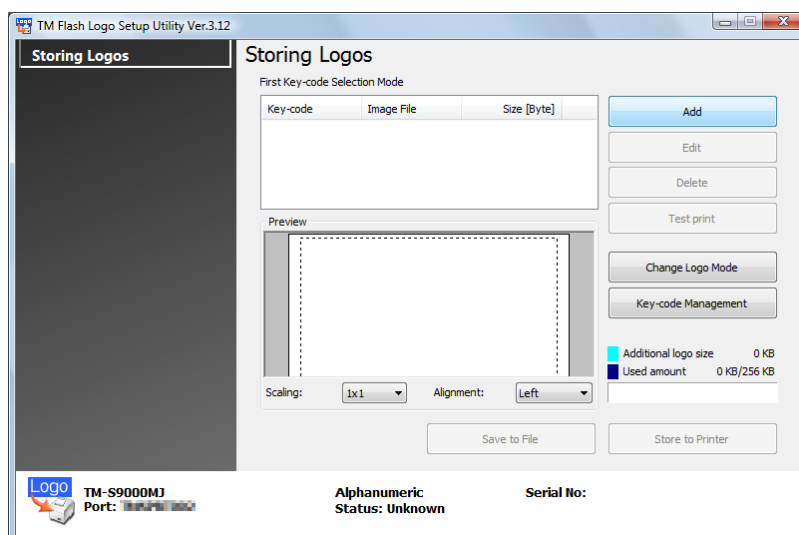 Logo TM Flash Logo Setup Utility Ver.3.12
Storing Logos
Storing Logos
First Key-code Selection Mode
Key-code Image File Size [Byte]
Add
Edit
Delete
Test print
Preview
Change Logo Mode
Key-code Management
Additional logo size 0 KB
Used amount 0 KB/256 KB
Scaling: 1x1 Alignment: Left
Save to File Store to Printer
Logo
TM-S9000MJ Alphanumeric Serial No:
Port: Status: Unknown